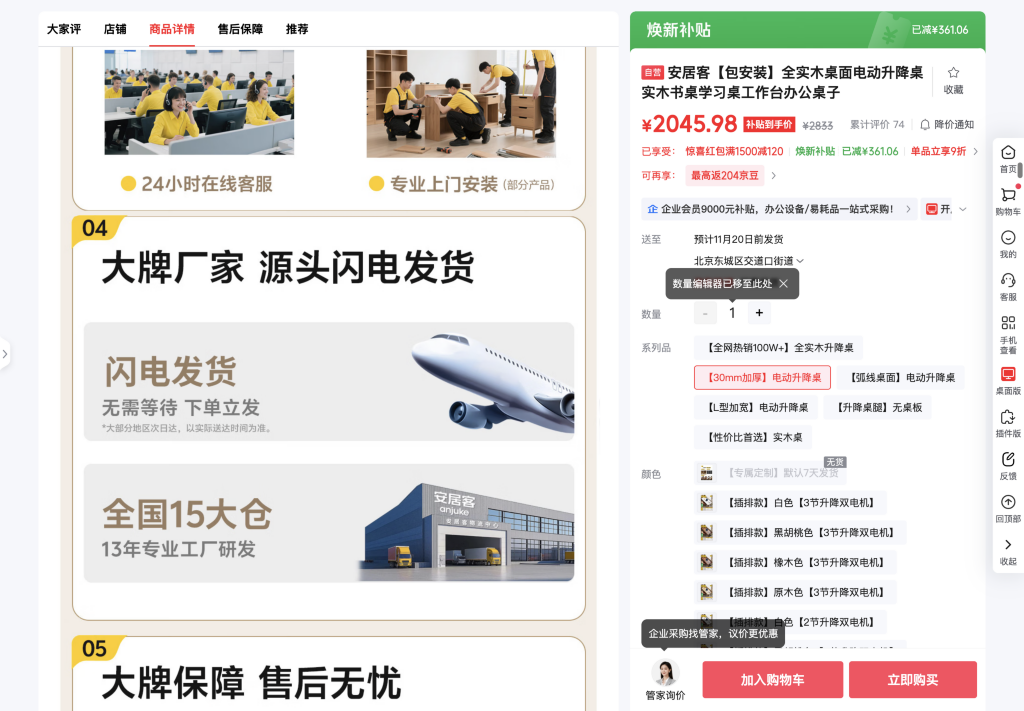 大家评
店铺
商品详情
售后保障
推荐
24小时在线客服
专业上门安装(部分产品)
04
大牌厂家 源头闪电发货
闪电发货
无需等待 下单立发
*大部分地区次日达，以实际送达时间为准。
全国15大仓
13年专业工厂研发
安居客
anjuke
05
大牌保障 售后无忧
焕新补贴
已减¥361.06
自营 安居客【包安装】全实木桌面电动升降桌
实木书桌学习桌工作台办公桌子
收藏
¥2045.98 补贴到手价 ¥2833 累计评价 74 降价通知
已享受： 惊喜红包满1500减120 焕新补贴 已减¥361.06 单品立享9折
可再享： 最高返204京豆
企业会员9000元补贴，办公设备/易耗品一站式采购！
开.
送至 预计11月20日前发货
北京东城区交道口街道
数量编辑器已移至此处
数量 - 1 +
系列品 【全网热销100W+】全实木升降桌
【30mm加厚】电动升降桌 【弧线桌面】电动升降桌
【L型加宽】电动升降桌 【升降桌腿】无桌板
【性价比首选】实木桌
无货
颜色 【专属定制】默认7天发货
【插排款】白色【3节升降双电机】
【插排款】黑胡桃色【3节升降双电机】
【插排款】橡木色【3节升降双电机】
【插排款】原木色【3节升降双电机】
【插排款】白色【2节升降双电机】
企业采购找管家，议价更优惠
管家询价
加入购物车
立即购买
首页
购物车
我的
客服
手机
查看
桌面版
插件版
反馈
回顶部
收起